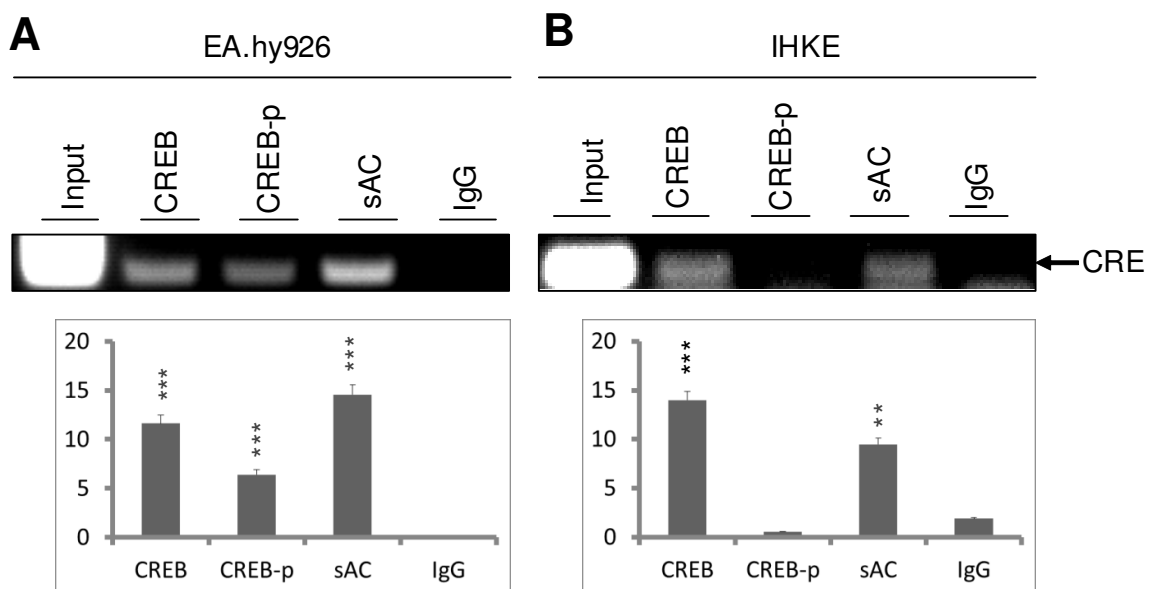 A
EA.hy926
Input
CREB
CREB-p
sAC
IgG
B
IHKE
Input
CREB
CREB-p
sAC
IgG
CRE
20
15
10
5
0
***
***
***
CREB
CREB-p
sAC
IgG
20
15
10
5
0
***
**
CREB
CREB-p
sAC
IgG